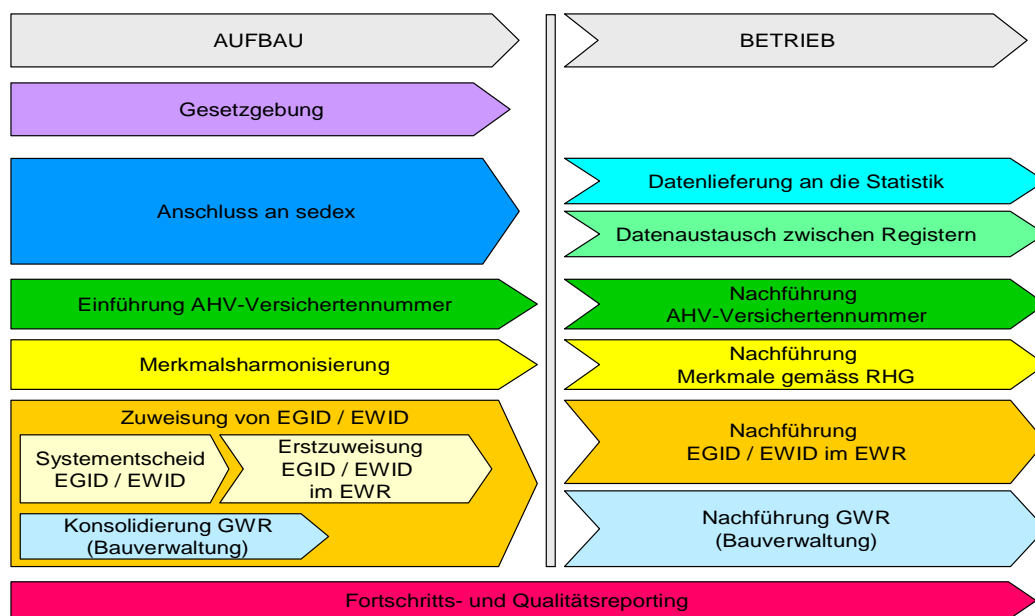 AUFBAU
BETRIEB
Gesetzgebung
Anschluss an sedex
Datenlieferung an die Statistik
Datenaustausch zwischen Registern
Einführung AHV-Versichertennummer
Nachführung
AHV-Versichertennummer
Merkmalsharmonisierung
Nachführung
Merkmale gemäss RHG
Zuweisung von EGID / EWID
Systementscheid
EGID / EWID
Erstzuweisung
EGID / EWID
im EWR
Nachführung
EGID / EWID im EWR
Konsolidierung GWR
(Bauverwaltung)
Nachführung GWR
(Bauverwaltung)
Fortschritts- und Qualitätsreporting